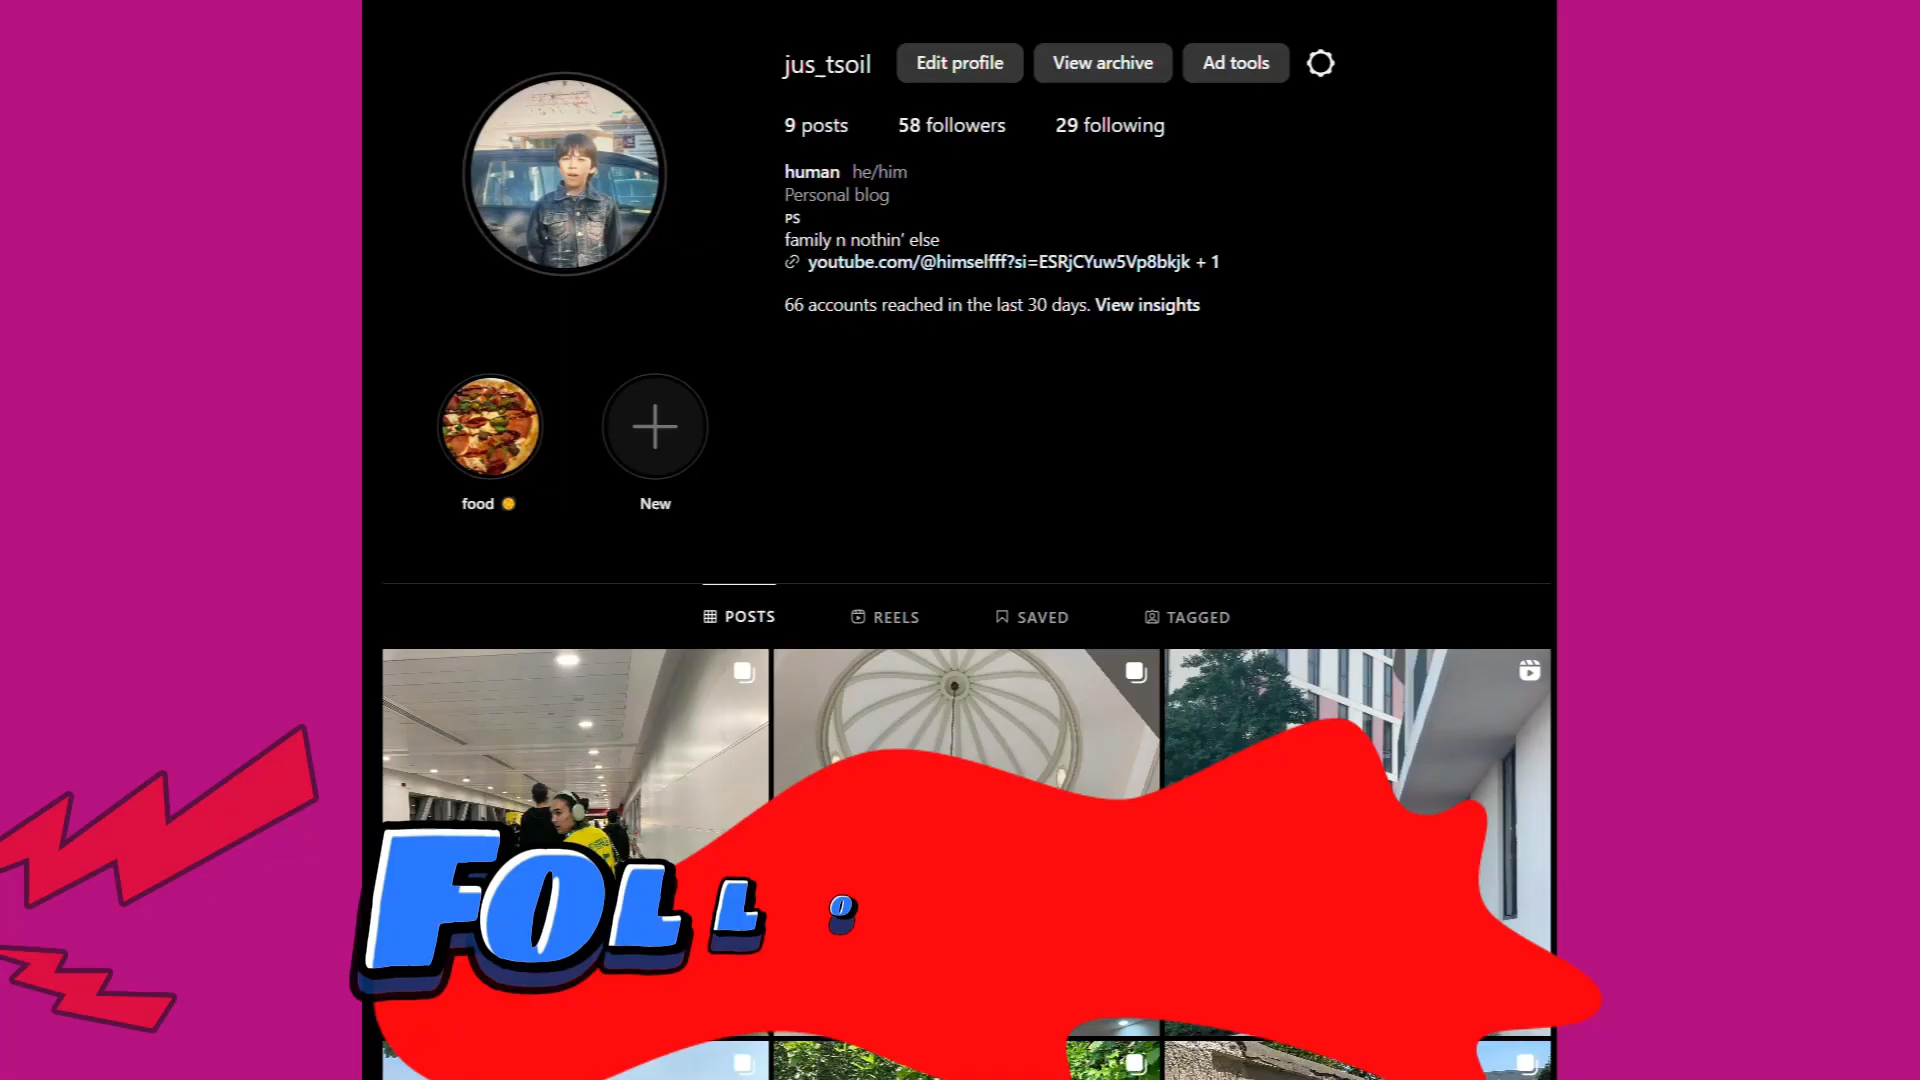 jus_tsoil Edit profile View archive Ad tools
9 posts 58 followers 29 following
human he/him
Personal blog
PS
family n nothin' else
youtube.com/@himselfff?si=ESRjCYuw5Vp8bkjk + 1
66 accounts reached in the last 30 days. View insights
food New
POSTS REELS SAVED TAGGED
FOLLO